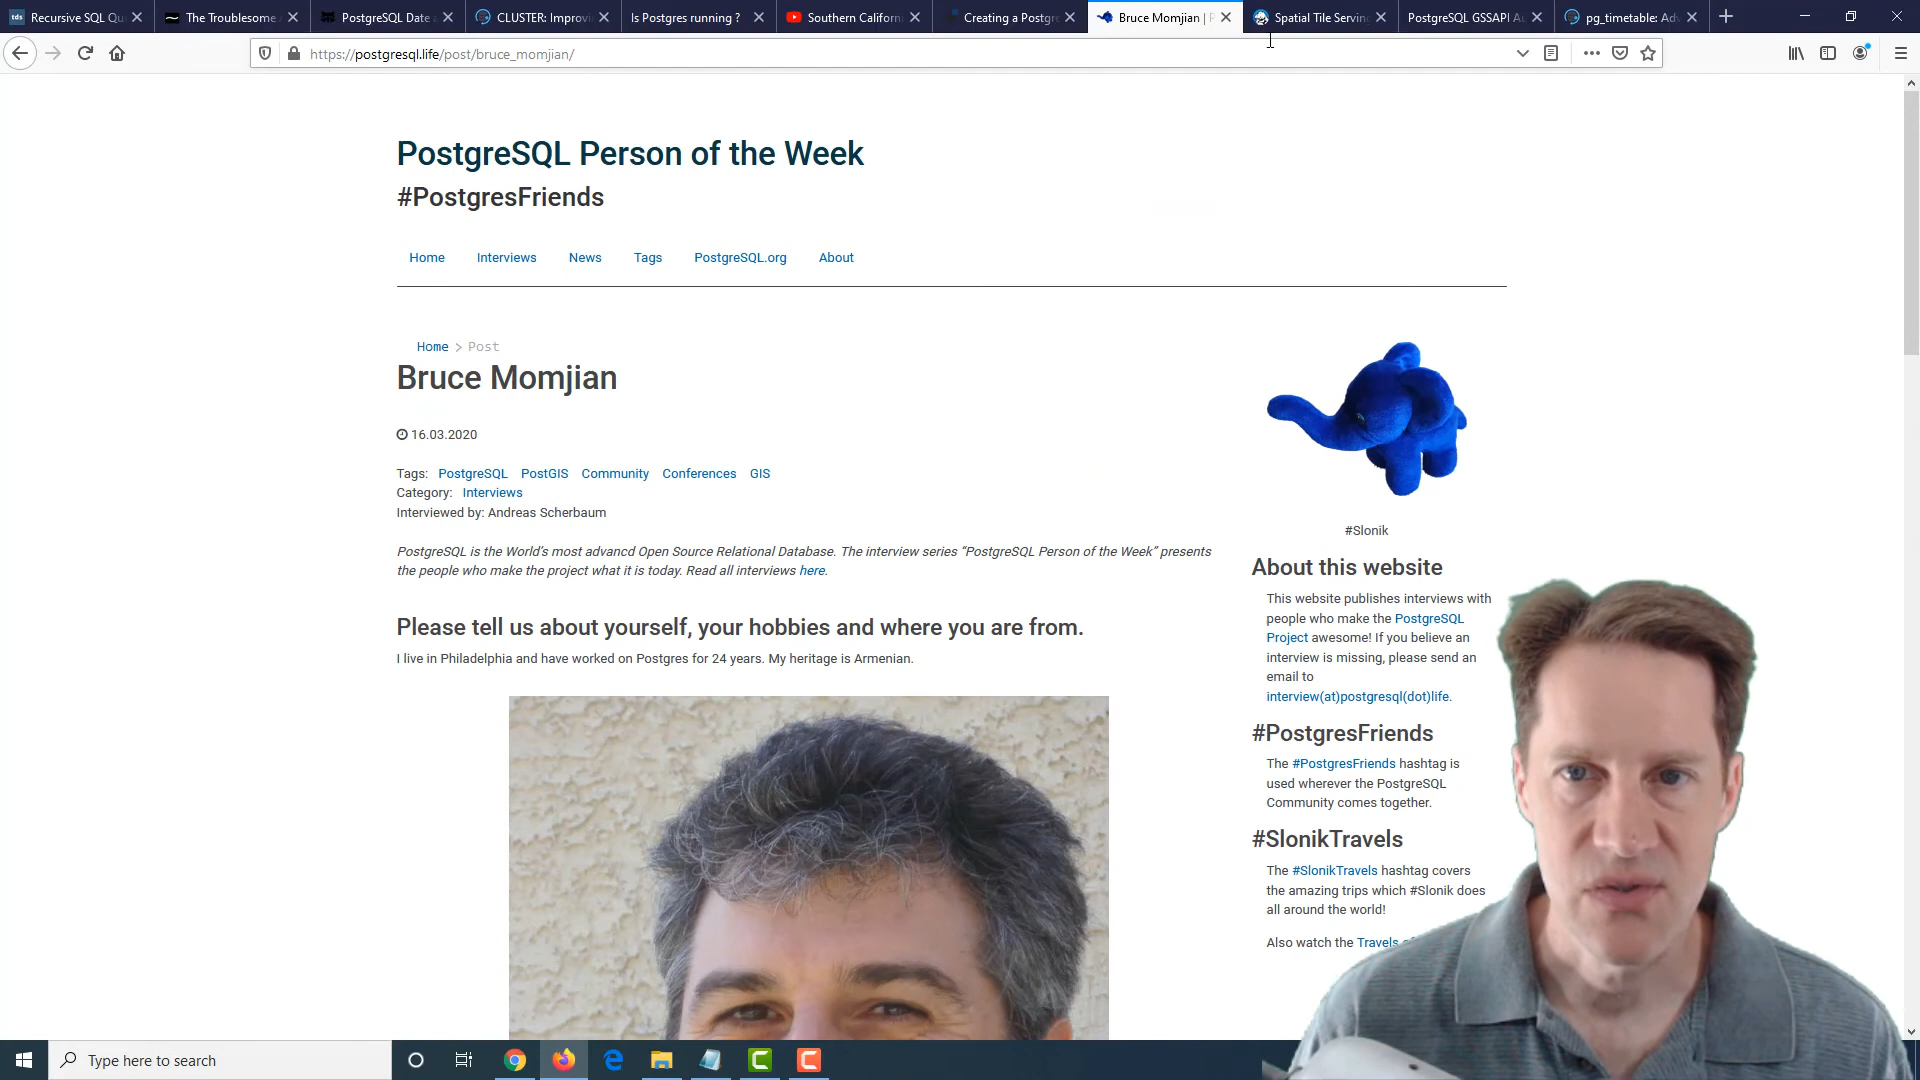 Recursive SQL Qu
The Troublesome
PostgreSQL Date a
CLUSTER: Improvi
Is Postgres running ?
Southern Californ
Creating a Postgre
Bruce Momjian |
Spatial Tile Serving
PostgreSQL GSSAPI Au
pg_timetable: Adv
https://postgresql.life/post/bruce_momjian/
PostgreSQL Person of the Week
#PostgresFriends
Home
Interviews
News
Tags
PostgreSQL.org
About
Home > Post
Bruce Momjian
16.03.2020
Tags: PostgreSQL PostGIS Community Conferences GIS
Category: Interviews
Interviewed by: Andreas Scherbaum
PostgreSQL is the World's most advancd Open Source Relational Database. The interview series “PostgreSQL Person of the Week” presents
the people who make the project what it is today. Read all interviews here.
Please tell us about yourself, your hobbies and where you are from.
I live in Philadelphia and have worked on Postgres for 24 years. My heritage is Armenian.
#Slonik
About this website
This website publishes interviews with
people who make the PostgreSQL
Project awesome! If you believe an
interview is missing, please send an
email to
interview(at)postgresql(dot)life.
#PostgresFriends
The #PostgresFriends hashtag is
used wherever the PostgreSQL
Community comes together.
#SlonikTravels
The #SlonikTravels hashtag covers
the amazing trips which #Slonik does
all around the world!
Also watch the Travels
Type here to search